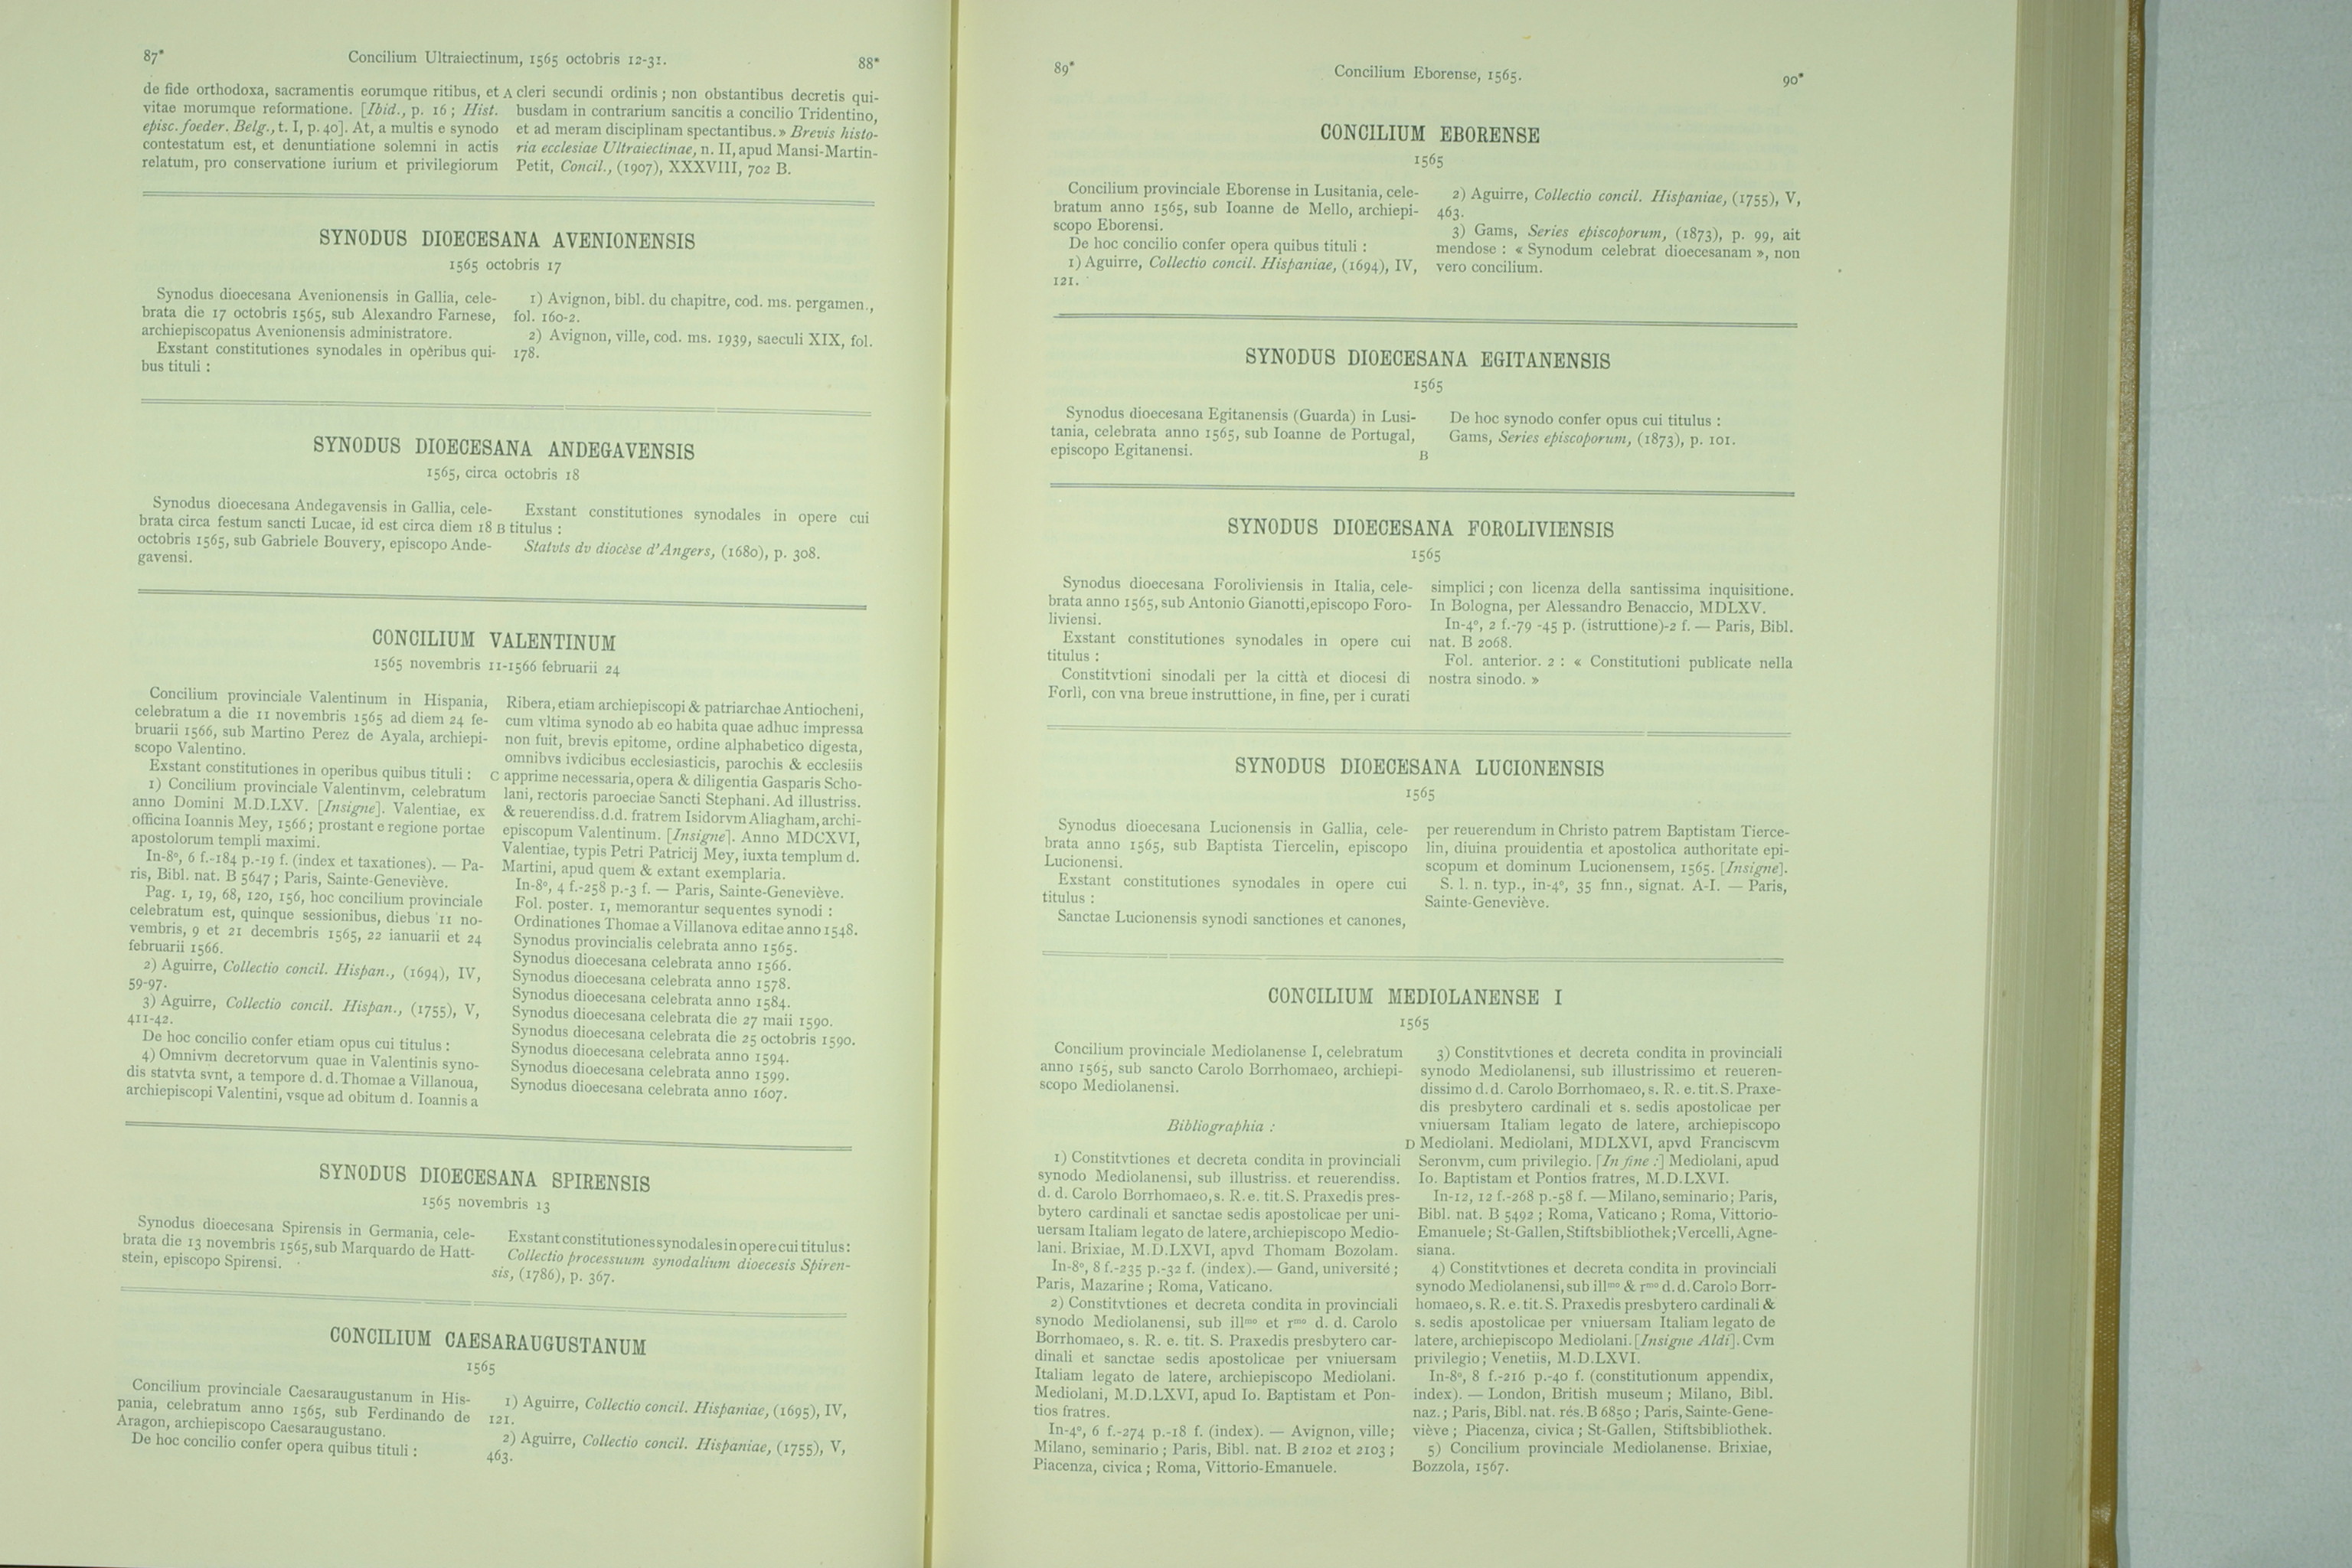 87*
Concilium Ultraiectinum, 1565 octobris 12-31.
88*
de fide orthodoxa, sacramentis eorumque ritibus, et
vitae morumque reformatione. [Ibid., p. 16 ; Hist.
episc. foeder. Belg., t. I, p. 40]. At, a multis e synodo
contestatum est, et denuntiatione solemni in actis
relatum, pro conservatione iurium et privilegiorum
A cleri secundi ordinis ; non obstantibus decretis qui-
busdam in contrarium sancitis a concilio Tridentino,
et ad meram disciplinam spectantibus. » Brevis histo-
ria ecclesiae Ultraiectinae, n. II, apud Mansi-Martin-
Petit, Concil., (1907), XXXVIII, 702 B.
SYNODUS DIOECESANA AVENIONENSIS
1565 octobris 17
Synodus dioecesana Avenionensis in Gallia, cele-
brata die 17 octobris 1565, sub Alexandro Farnese,
archiepiscopatus Avenionensis administratore.
Exstant constitutiones synodales in operibus qui-
bus tituli :
1) Avignon, bibl. du chapitre, cod. ms. pergamen.,
fol. 160-2.
2) Avignon, ville, cod. ms. 1939, saeculi XIX, fol.
178.
SYNODUS DIOECESANA ANDEGAVENSIS
1565, circa octobris 18
Synodus dioecesana Andegavensis in Gallia, cele-
brata circa festum sancti Lucae, id est circa diem 18
octobris 1565, sub Gabriele Bouvery, episcopo Ande-
gavensi.
Exstant constitutiones synodales in opere cui
B titulus :
Statvts dv diocèse d'Angers, (1680), p. 308.
CONCILIUM VALENTINUM
1565 novembris 11-1566 februarii 24
Concilium provinciale Valentinum in Hispania,
celebratum a die 11 novembris 1565 ad diem 24 fe-
bruarii 1566, sub Martino Perez de Ayala, archiepi-
scopo Valentino.
Exstant constitutiones in operibus quibus tituli :
1) Concilium provinciale Valentinvm, celebratum
anno Domini M.D.LXV. [Insigne]. Valentiae, ex
officina Ioannis Mey, 1566 ; prostant e regione portae
apostolorum templi maximi.
In-8º, 6 f.-184 p.-19 f. (index et taxationes). — Pa-
ris, Bibl. nat. B 5647 ; Paris, Sainte-Geneviève.
Pag. 1, 19, 68, 120, 156, hoc concilium provinciale
celebratum est, quinque sessionibus, diebus 11 no-
vembris, 9 et 21 decembris 1565, 22 ianuarii et 24
februarii 1566.
2) Aguirre, Collectio concil. Hispan., (1694), IV,
59-97.
3) Aguirre, Collectio concil. Hispan., (1755), V,
411-42.
De hoc concilio confer etiam opus cui titulus :
4) Omnivm decretorvum quae in Valentinis syno-
dis statvta svnt, a tempore d. d. Thomae a Villanoua,
archiepiscopi Valentini, vsque ad obitum d. Ioannis a
Ribera, etiam archiepiscopi & patriarchae Antiocheni,
cum vltima synodo ab eo habita quae adhuc impressa
non fuit, brevis epitome, ordine alphabetico digesta,
omnibvs ivdicibus ecclesiasticis, parochis & ecclesiis
C apprime necessaria, opera & diligentia Gasparis Scho-
lani, rectoris paroeciae Sancti Stephani. Ad illustriss.
& reuerendiss. d.d. fratrem Isidorvm Aliagham, archi-
episcopum Valentinum. [Insigne]. Anno MDCXVI,
Valentiae, typis Petri Patricij Mey, iuxta templum d.
Martini, apud quem & extant exemplaria.
In-8º, 4 f.-258 p.-3 f. — Paris, Sainte-Geneviève.
Fol. poster. 1, memorantur sequentes synodi :
Ordinationes Thomae a Villanova editae anno 1548.
Synodus provincialis celebrata anno 1565.
Synodus dioecesana celebrata anno 1566.
Synodus dioecesana celebrata anno 1578.
Synodus dioecesana celebrata anno 1584.
Synodus dioecesana celebrata die 27 maii 1590.
Synodus dioecesana celebrata die 25 octobris 1590.
Synodus dioecesana celebrata anno 1594.
Synodus dioecesana celebrata anno 1599.
Synodus dioecesana celebrata anno 1607.
SYNODUS DIOECESANA SPIRENSIS
1565 novembris 13
Synodus dioecesana Spirensis in Germania, cele-
brata die 13 novembris 1565, sub Marquardo de Hatt-
stein, episcopo Spirensi.
Exstant constitutiones synodales in opere cui titulus:
Collectio processuum synodalium dioecesis Spiren-
sis, (1786), p. 367.
CONCILIUM CAESARAUGUSTANUM
1565
Concilium provinciale Caesaraugustanum in His-
pania, celebratum anno 1565, sub Ferdinando de
Aragon, archiepiscopo Caesaraugustano.
De hoc concilio confer opera quibus tituli :
1) Aguirre, Collectio concil. Hispaniae, (1695), IV,
121.
2) Aguirre, Collectio concil. Hispaniae, (1755), V,
463.
89*
Concilium Eborense, 1565.
90*
CONCILIUM EBORENSE
1565
Concilium provinciale Eborense in Lusitania, cele-
bratum anno 1565, sub Ioanne de Mello, archiepi-
scopo Eborensi.
De hoc concilio confer opera quibus tituli :
1) Aguirre, Collectio concil. Hispaniae, (1694), IV,
121.
2) Aguirre, Collectio concil. Hispaniae, (1755), V,
463.
3) Gams, Series episcoporum, (1873), p. 99, ait
mendose : « Synodum celebrat dioecesanam », non
vero concilium.
SYNODUS DIOECESANA EGITANENSIS
1565
Synodus dioecesana Egitanensis (Guarda) in Lusi-
tania, celebrata anno 1565, sub Ioanne de Portugal,
episcopo Egitanensi.
B
De hoc synodo confer opus cui titulus :
Gams, Series episcoporum, (1873), p. 101.
SYNODUS DIOECESANA FOROLIVIENSIS
1565
Synodus dioecesana Foroliviensis in Italia, cele-
brata anno 1565, sub Antonio Gianotti, episcopo Foro-
liviensi.
Exstant constitutiones synodales in opere cui
titulus :
Constitvtioni sinodali per la città et diocesi di
Forlì, con vna breue instruttione, in fine, per i curati
simplici ; con licenza della santissima inquisitione.
In Bologna, per Alessandro Benaccio, MDLXV.
In-4º, 2 f.-79 -45 p. (istruttione)-2 f. — Paris, Bibl.
nat. B 2068.
Fol. anterior. 2 : « Constitutioni publicate nella
nostra sinodo. »
SYNODUS DIOECESANA LUCIONENSIS
1565
Synodus dioecesana Lucionensis in Gallia, cele-
brata anno 1565, sub Baptista Tiercelin, episcopo
Lucionensi.
Exstant constitutiones synodales in opere cui
titulus :
Sanctae Lucionensis synodi sanctiones et canones,
per reuerendum in Christo patrem Baptistam Tierce-
lin, diuina prouidentia et apostolica authoritate epi-
scopum et dominum Lucionensem, 1565. [Insigne].
S. l. n. typ., in-4º, 35 fnn., signat. A-I. — Paris,
Sainte-Geneviève.
CONCILIUM MEDIOLANENSE I
1565
Concilium provinciale Mediolanense I, celebratum
anno 1565, sub sancto Carolo Borrhomaeo, archiepi-
scopo Mediolanensi.
Bibliographia :
1) Constitvtiones et decreta condita in provinciali
synodo Mediolanensi, sub illustriss. et reuerendiss.
d. d. Carolo Borrhomaeo, s. R. e. tit. S. Praxedis pres-
bytero cardinali et sanctae sedis apostolicae per uni-
uersam Italiam legato de latere, archiepiscopo Medio-
lani. Brixiae, M.D.LXVI, apvd Thomam Bozolam.
In-8º, 8 f.-235 p.-32 f. (index).— Gand, université ;
Paris, Mazarine ; Roma, Vaticano.
2) Constitvtiones et decreta condita in provinciali
synodo Mediolanensi, sub illmo et rmo d. d. Carolo
Borrhomaeo, s. R. e. tit. S. Praxedis presbytero car-
dinali et sanctae sedis apostolicae per vniuersam
Italiam legato de latere, archiepiscopo Mediolani.
Mediolani, M.D.LXVI, apud Io. Baptistam et Pon-
tios fratres.
In-4º, 6 f.-274 p.-18 f. (index). — Avignon, ville;
Milano, seminario ; Paris, Bibl. nat. B 2102 et 2103 ;
Piacenza, civica ; Roma, Vittorio-Emanuele.
3) Constitvtiones et decreta condita in provinciali
synodo Mediolanensi, sub illustrissimo et reueren-
dissimo d. d. Carolo Borrhomaeo, s. R. e. tit. S. Praxe-
dis presbytero cardinali et s. sedis apostolicae per
vniuersam Italiam legato de latere, archiepiscopo
D Mediolani. Mediolani, MDLXVI, apvd Franciscvm
Seronvm, cum privilegio. [In fine :] Mediolani, apud
Io. Baptistam et Pontios fratres, M.D.LXVI.
In-12, 12 f.-268 p.-58 f. — Milano, seminario; Paris,
Bibl. nat. B 5492 ; Roma, Vaticano ; Roma, Vittorio-
Emanuele; St-Gallen, Stiftsbibliothek; Vercelli, Agne-
siana.
4) Constitvtiones et decreta condita in provinciali
synodo Mediolanensi, sub illmo & rmo d. d. Carolo Borr-
homaeo, s. R. e. tit. S. Praxedis presbytero cardinali &
s. sedis apostolicae per vniuersam Italiam legato de
latere, archiepiscopo Mediolani. [Insigne Aldi]. Cvm
privilegio; Venetiis, M.D.LXVI.
In-8º, 8 f.-216 p.-40 f. (constitutionum appendix,
index). — London, British museum ; Milano, Bibl.
naz. ; Paris, Bibl. nat. rés. B 6850 ; Paris, Sainte-Gene-
viève ; Piacenza, civica ; St-Gallen, Stiftsbibliothek.
5) Concilium provinciale Mediolanense. Brixiae,
Bozzola, 1567.